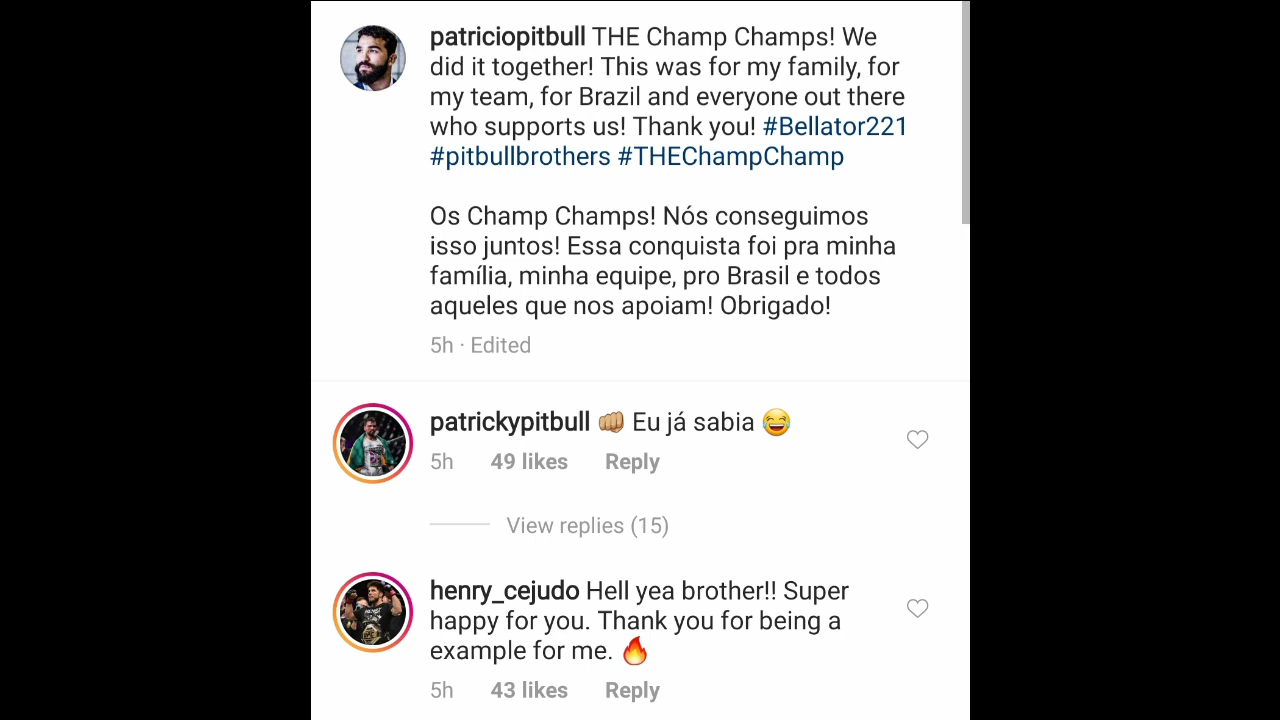 patriciopitbull THE Champ Champs! We
did it together! This was for my family, for
my team, for Brazil and everyone out there
who supports us! Thank you! #Bellator221
#pitbullbrothers #THEChampChamp
Os Champ Champs! Nós conseguimos
isso juntos! Essa conquista foi pra minha
família, minha equipe, pro Brasil e todos
aqueles que nos apoiam! Obrigado!
5h · Edited
patrickypitbull 👊🏼 Eu já sabia 😂
5h 49 likes Reply
View replies (15)
henry_cejudo Hell yea brother!! Super
happy for you. Thank you for being a
example for me. 🔥
5h 43 likes Reply